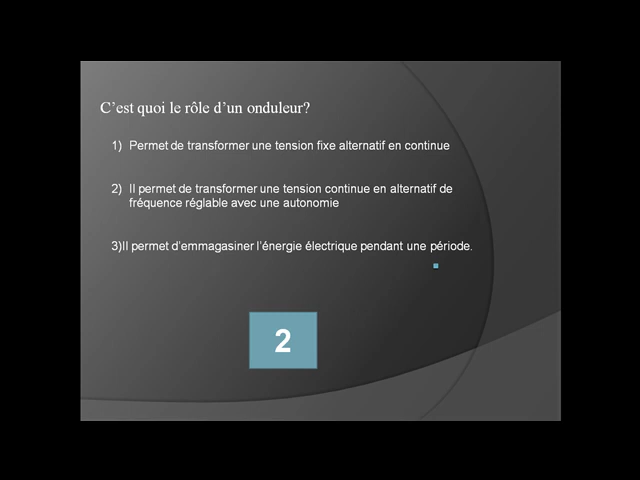 C'est quoi le rôle d'un onduleur?
1) Permet de transformer une tension fixe alternatif en continue
2) Il permet de transformer une tension continue en alternatif de
fréquence réglable avec une autonomie
3)Il permet d'emmagasiner l'énergie électrique pendant une période.
2